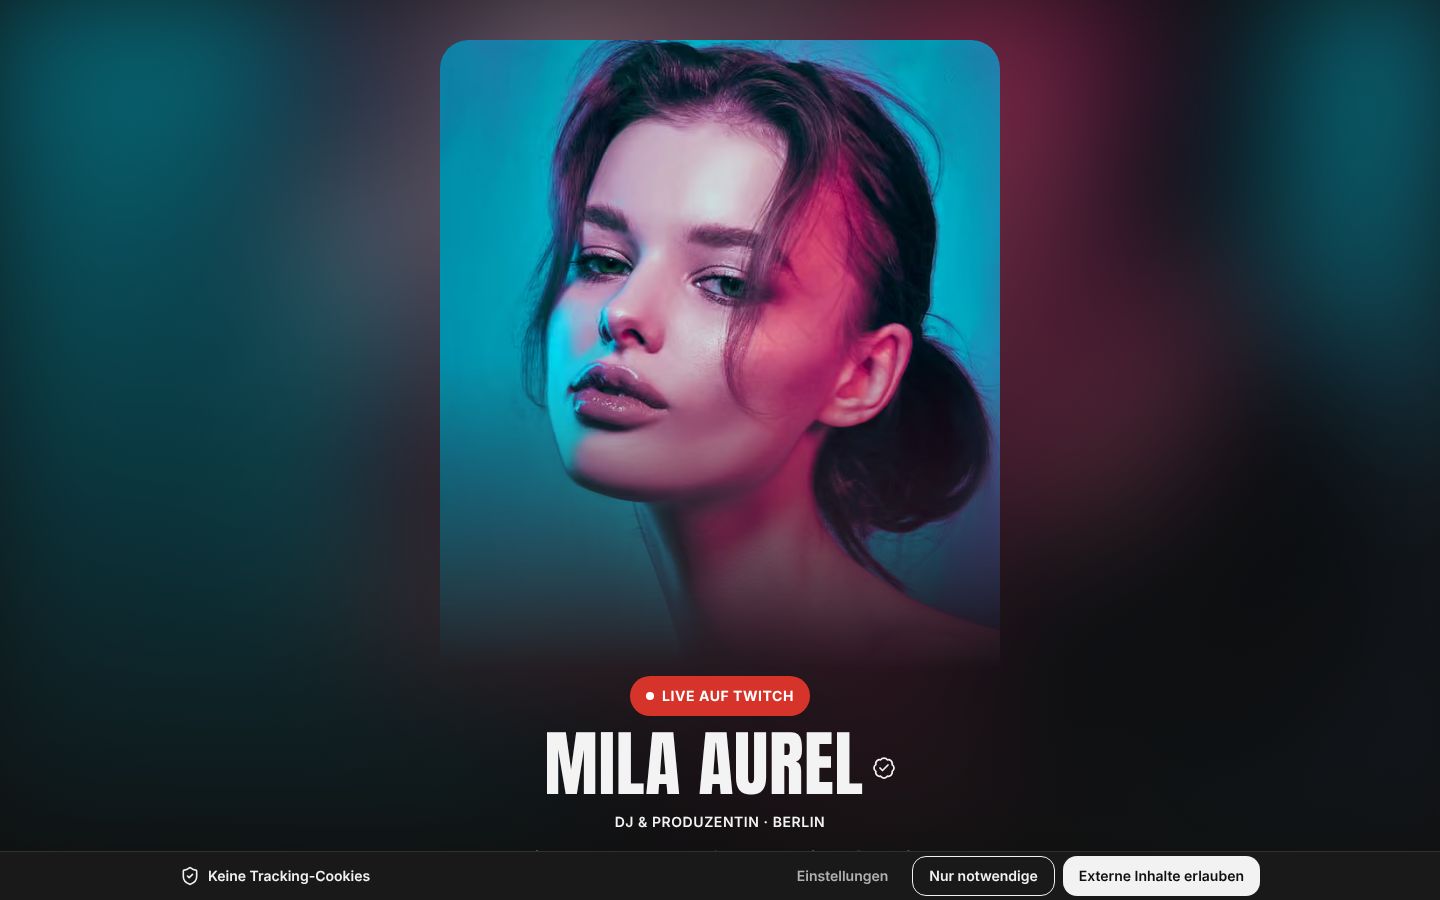 LIVE AUF TWITCH
MILA AUREL
DJ & PRODUZENTIN · BERLIN
Keine Tracking-Cookies
Einstellungen
Nur notwendige
Externe Inhalte erlauben